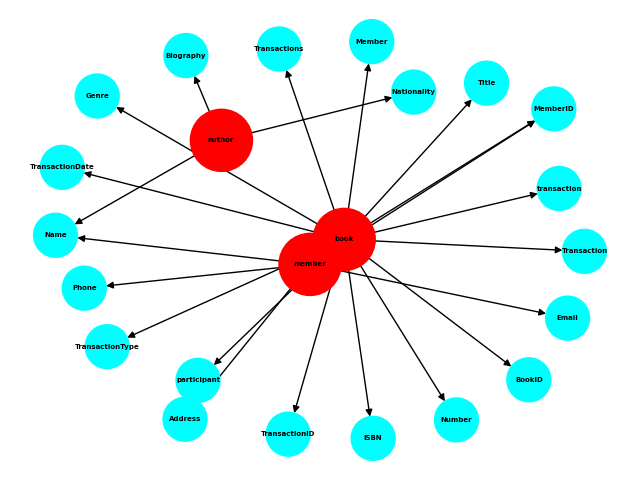 Member
Transactions
Biography
Title
Nationality
Genre
MemberID
author
TransactionDate
transaction
Name
book
Transaction
member
Phone
Email
TransactionType
participant
BookID
Address
Number
TransactionID
ISBN